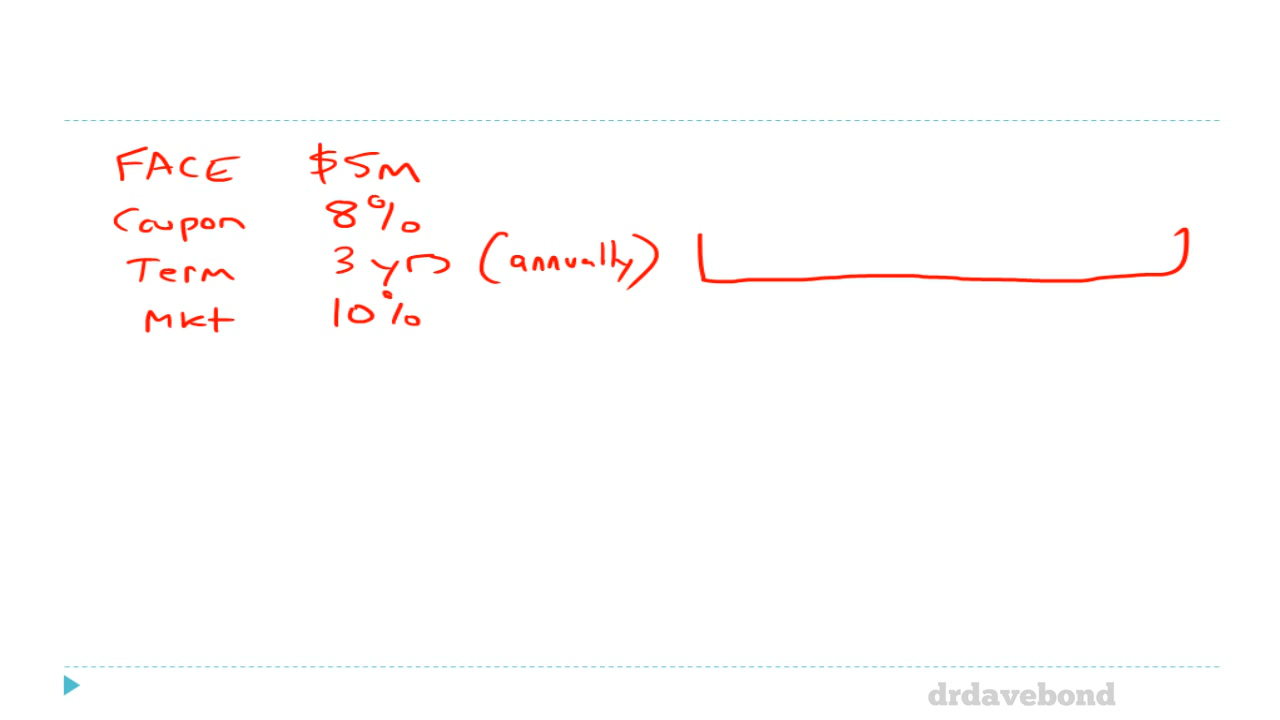 FACE $5m
Coupon 8%
Term 3 yrs (annually)
Mkt 10%
drdavebond